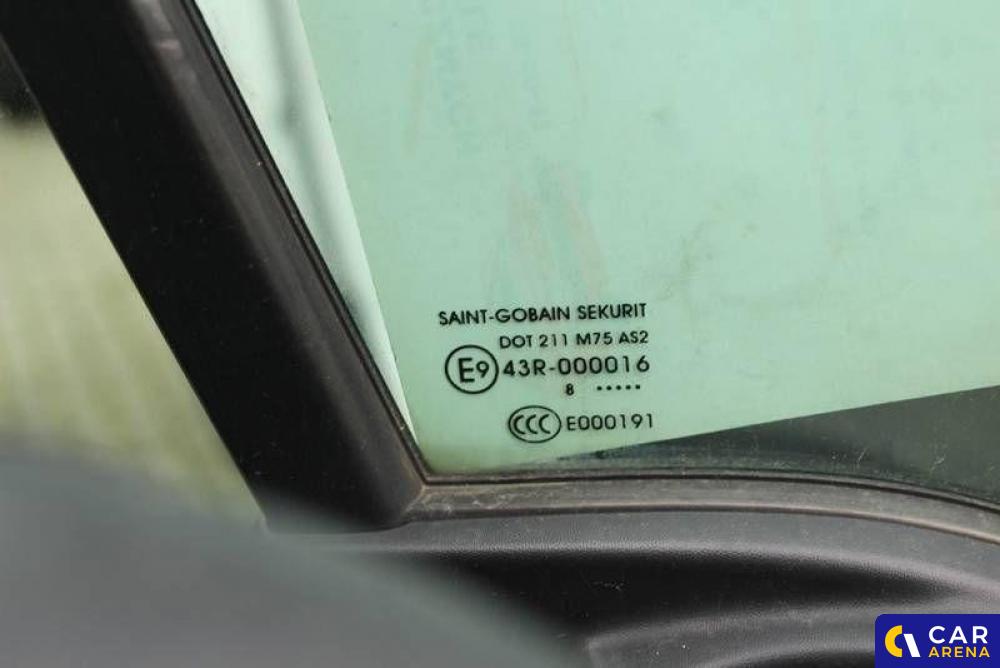 SAINT-GOBAIN SEKURIT
DOT 211 M75 AS2
E9 43R-000016
8 •••••
CCC E000191
CAR
ARENA